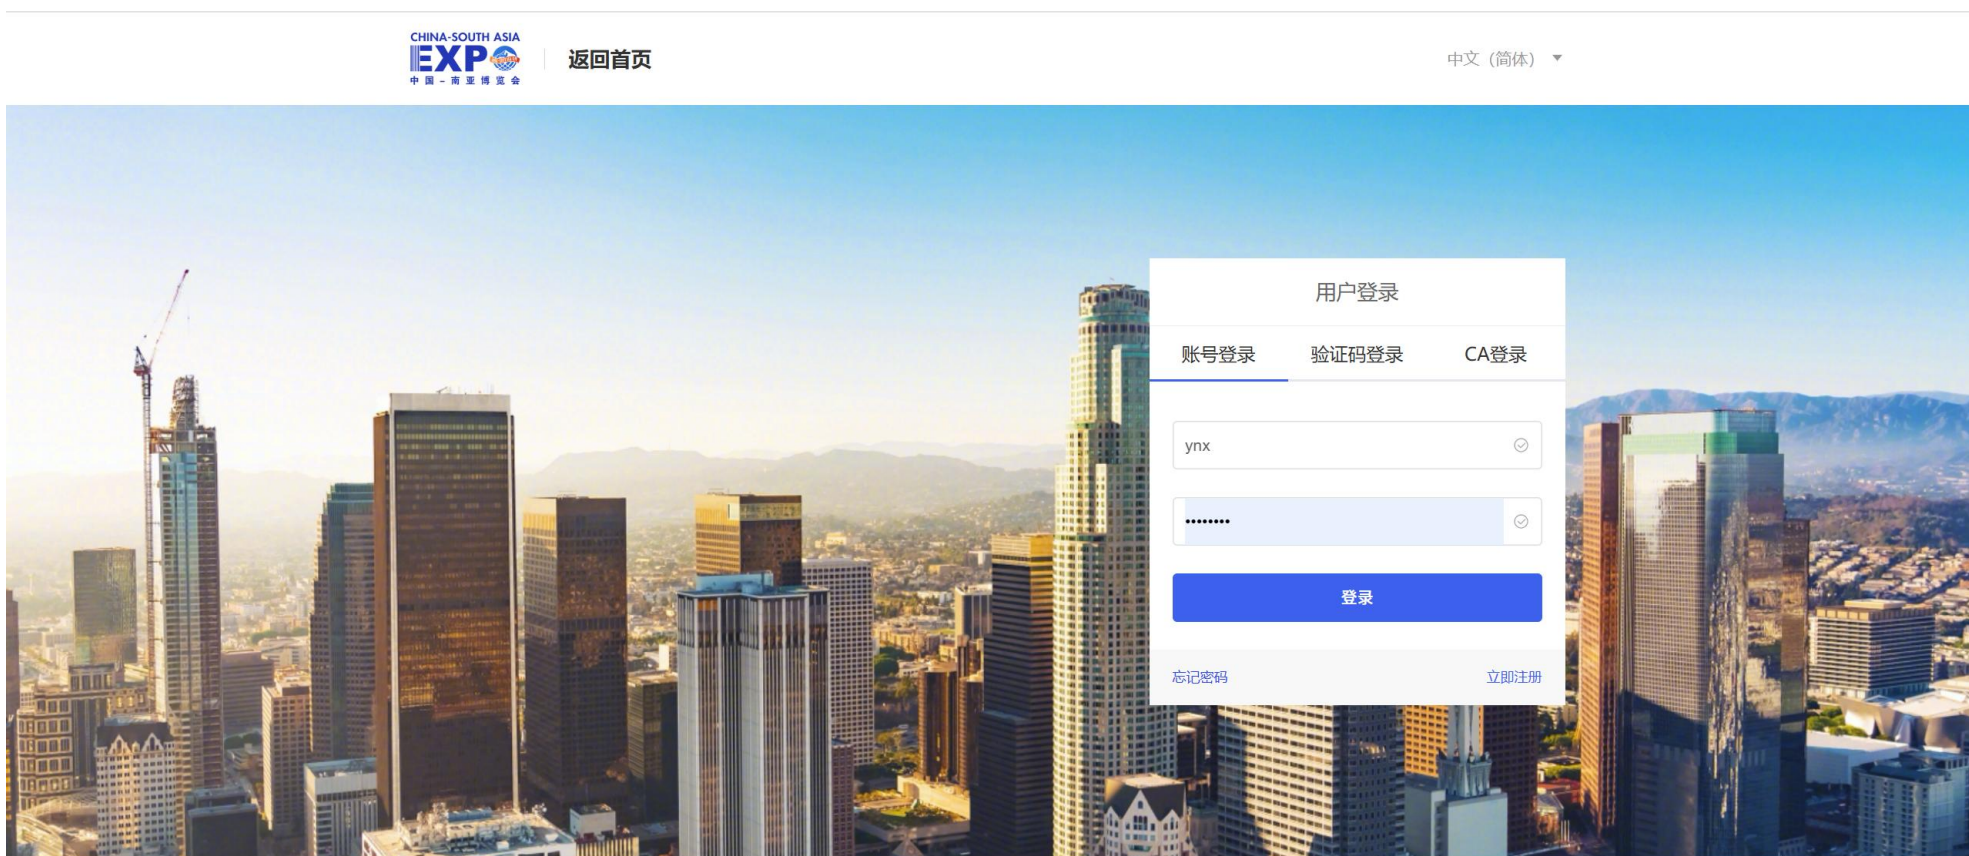 CHINA-SOUTH ASIA
EXPO
中国－南亚博览会
返回首页
中文（简体）
用户登录
账号登录 验证码登录 CA登录
ynx
••••••••
登录
忘记密码 立即注册